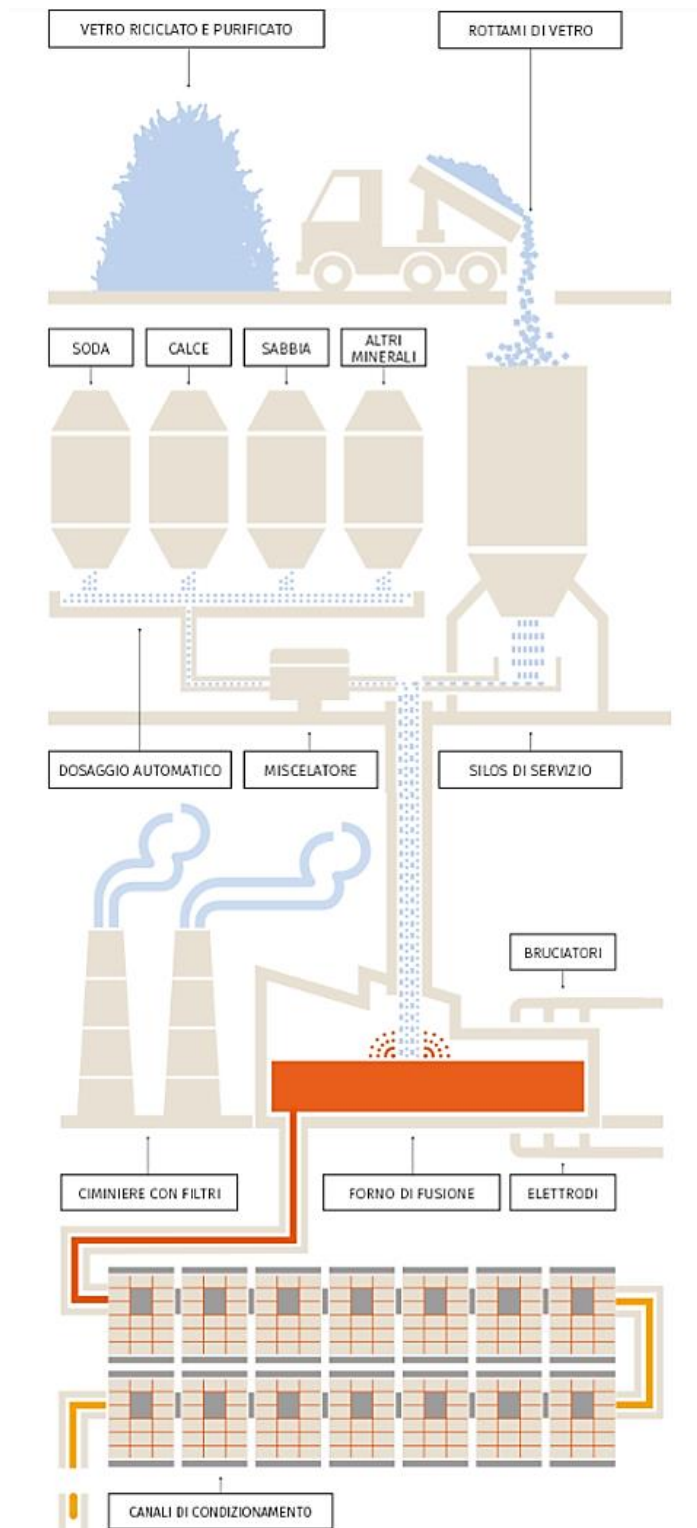 VETRO RICICLATO E PURIFICATO
ROTTAMI DI VETRO
SODA
CALCE
SABBIA
ALTRI
MINERALI
DOSAGGIO AUTOMATICO
MISCELATORE
SILOS DI SERVIZIO
BRUCIATORI
CIMINIERE CON FILTRI
FORNO DI FUSIONE
ELETTRODI
CANALI DI CONDIZIONAMENTO